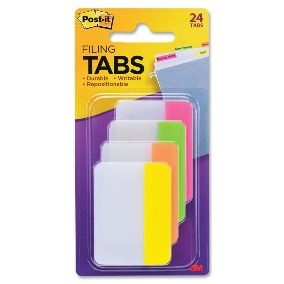 Post-it
24
TABS
FILING
TABS
• Durable • Writable
• Repositionable
3M